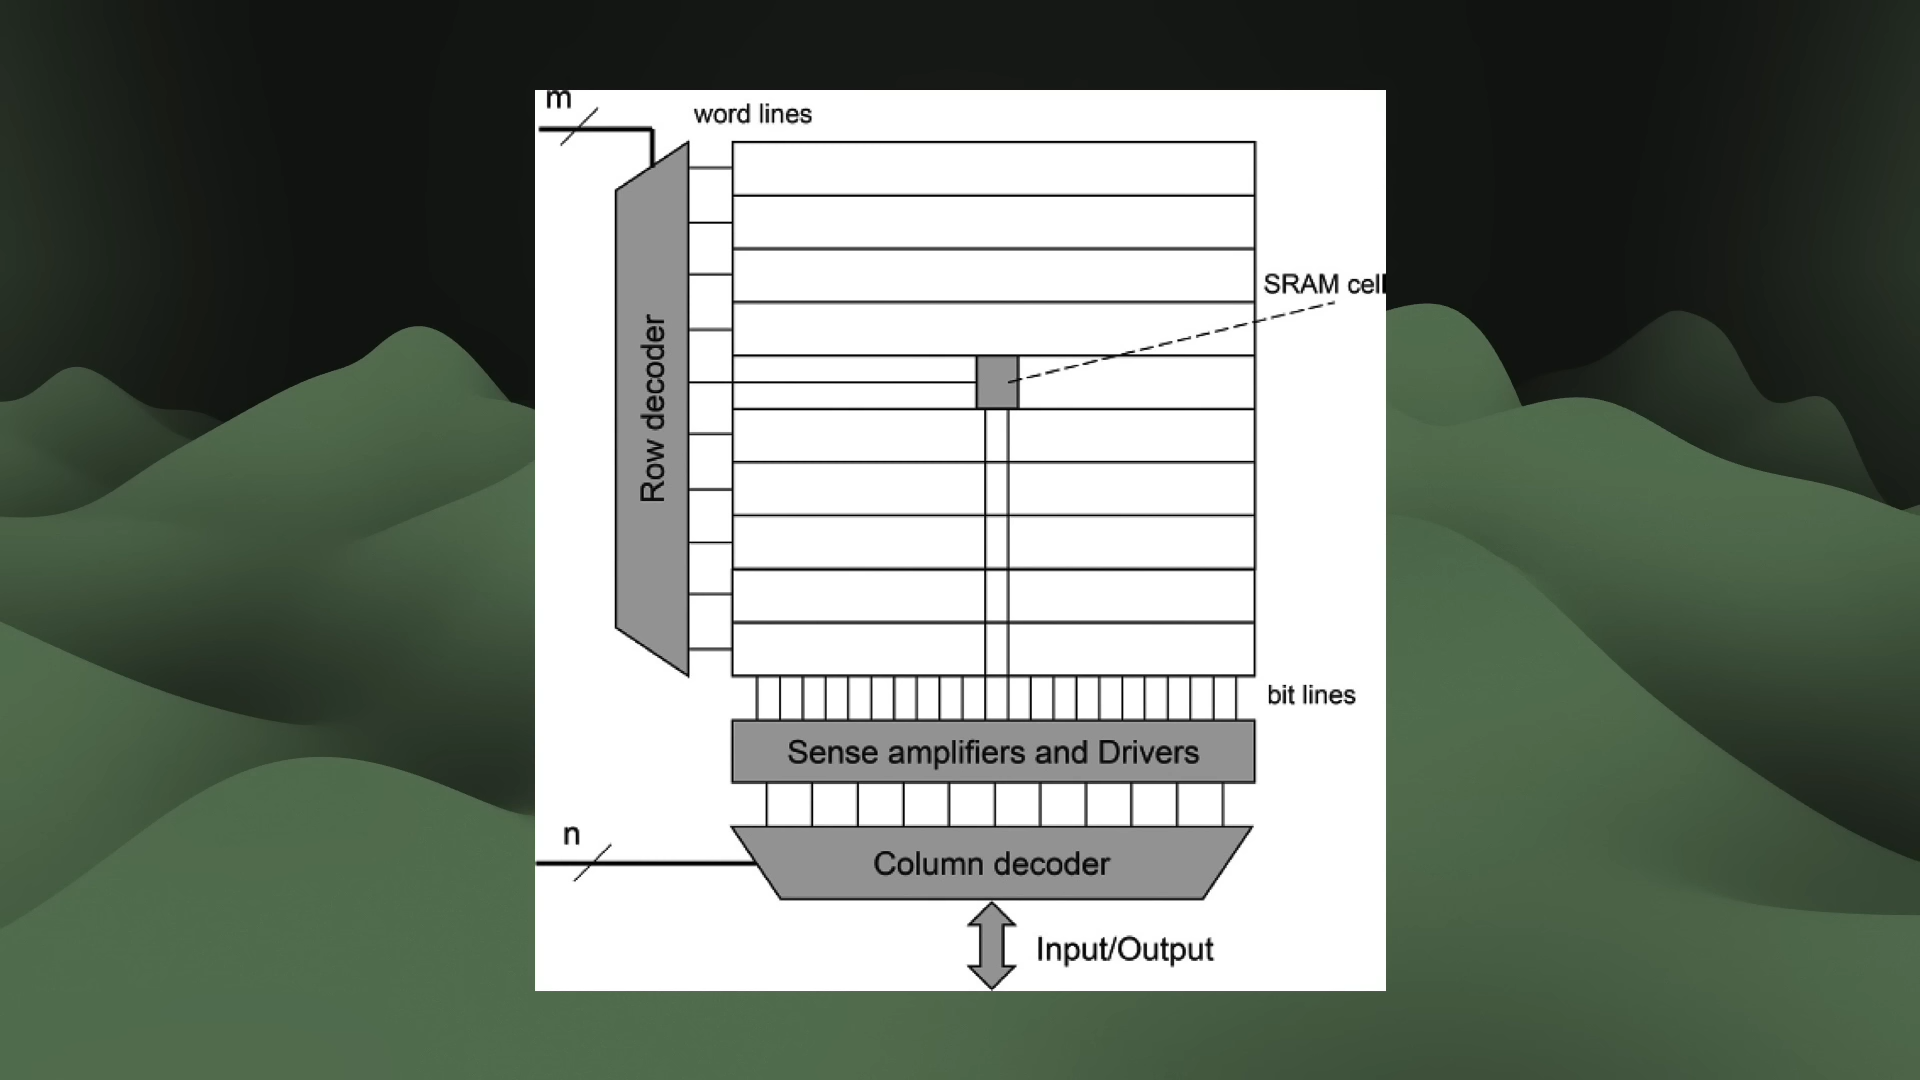 m
word lines
SRAM cell
Row decoder
bit lines
Sense amplifiers and Drivers
n
Column decoder
Input/Output